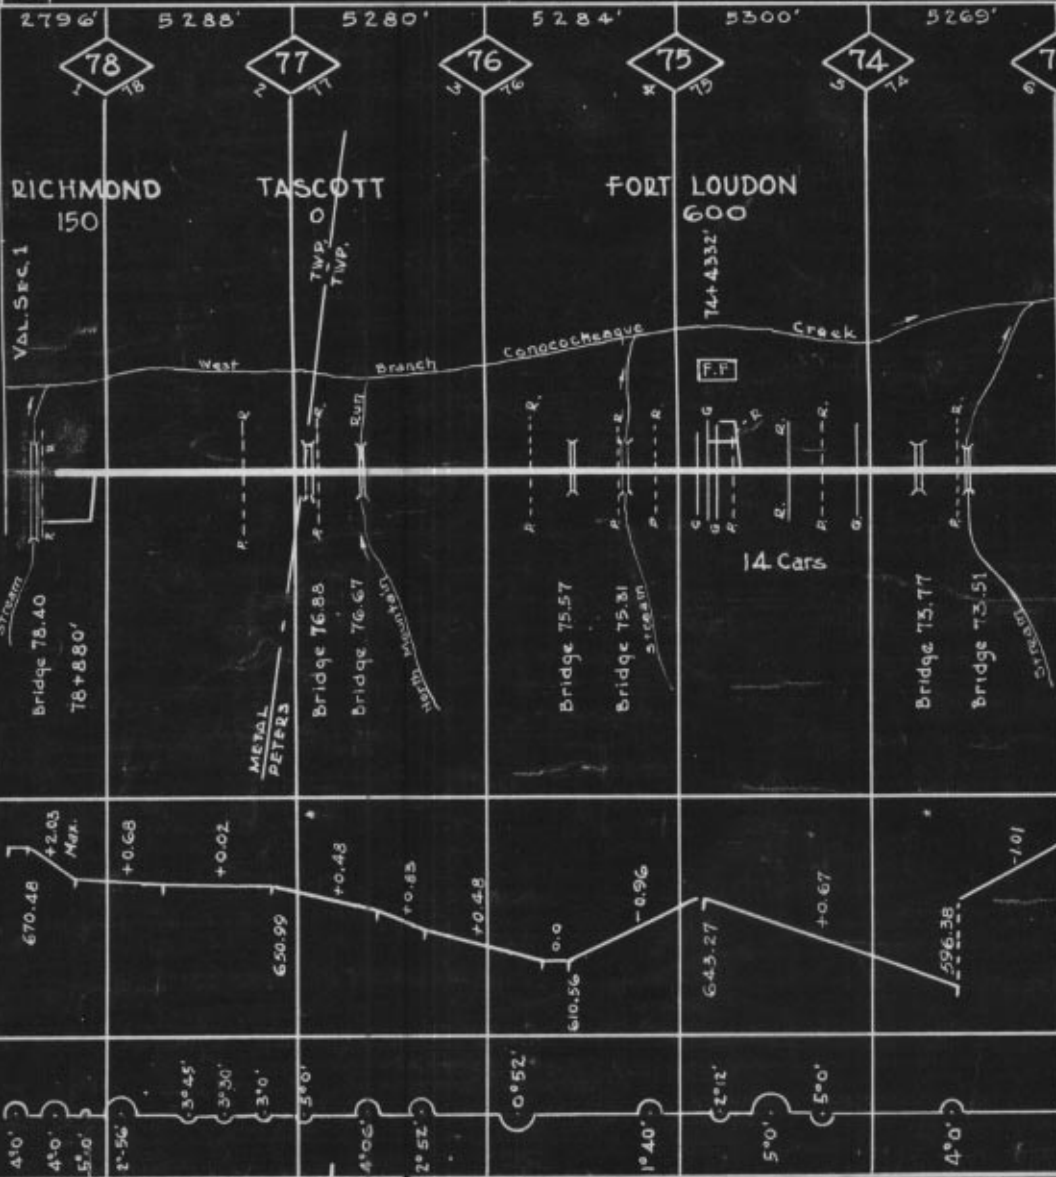 2796' 5288' 5280' 5284' 5300' 5269'
78 77 76 75 74 7
1 78 2 77 3 76 4 75 5 74 6
RICHMOND TASCOTT FORT LOUDON
150 0 600
VAL. SEC. 1
TWP.
TWP.
74+4332'
West Branch Conococheague Creek
F.F
R. R. R. R. G R R. R. R.
Run
R P. R. P. P. P. G G P. R. P. G. P.
14 Cars
Stream
Bridge 78.40
78+880'
METAL
PETERS
Bridge 76.88
Bridge 76.67
North Mountain
Bridge 75.57
Bridge 75.81
Stream
Bridge 73.77
Bridge 73.51
Stream
670.48
+2.03
Max.
+0.68
+0.02
650.99
+0.48
+0.83
+0.48
0.0
610.56
-0.96
643.27
+0.67
596.38
-1.01
3°45' 3°30' 3°0' 5°0' 0°52' 2°12' 5°0'
4°0' 4°0' 5°0' 2°56' 4°06' 2°52' 1°40' 5°0' 4°0'